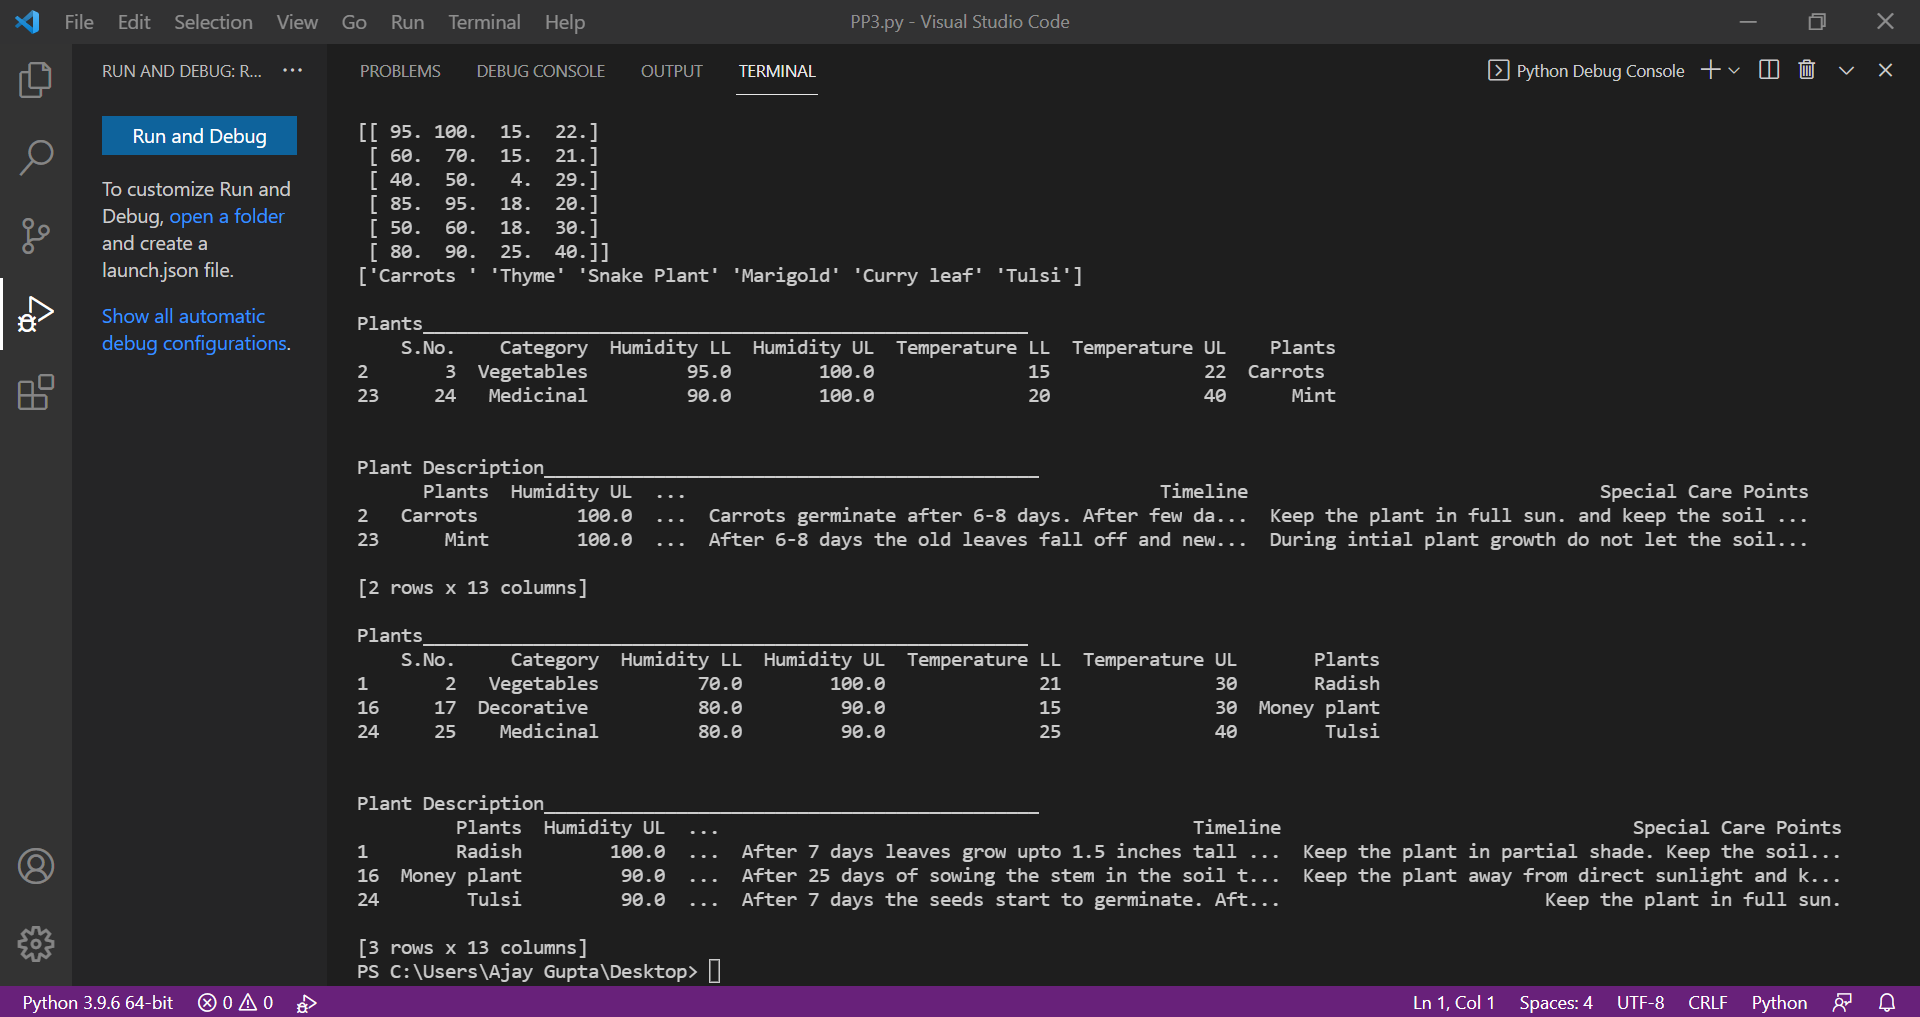 File Edit Selection View Go Run Terminal Help PP3.py - Visual Studio Code
RUN AND DEBUG: R... ··· PROBLEMS DEBUG CONSOLE OUTPUT TERMINAL Python Debug Console
Run and Debug
To customize Run and
Debug, open a folder
and create a
launch.json file.
Show all automatic
debug configurations.
[[ 95. 100.  15.  22.]
 [ 60.  70.  15.  21.]
 [ 40.  50.   4.  29.]
 [ 85.  95.  18.  20.]
 [ 50.  60.  18.  30.]
 [ 80.  90.  25.  40.]]
['Carrots ' 'Thyme' 'Snake Plant' 'Marigold' 'Curry leaf' 'Tulsi']
Plants_______________________________________________________
    S.No.    Category  Humidity LL  Humidity UL  Temperature LL  Temperature UL    Plants
2       3  Vegetables         95.0        100.0              15              22  Carrots
23     24   Medicinal         90.0        100.0              20              40      Mint
Plant Description_____________________________________________
      Plants  Humidity UL  ...                                           Timeline                                Special Care Points
2   Carrots         100.0  ...  Carrots germinate after 6-8 days. After few da...  Keep the plant in full sun. and keep the soil ...
23      Mint        100.0  ...  After 6-8 days the old leaves fall off and new...  During intial plant growth do not let the soil...
[2 rows x 13 columns]
Plants_______________________________________________________
    S.No.     Category  Humidity LL  Humidity UL  Temperature LL  Temperature UL       Plants
1       2   Vegetables         70.0        100.0              21              30       Radish
16     17  Decorative          80.0         90.0              15              30  Money plant
24     25    Medicinal         80.0         90.0              25              40        Tulsi
Plant Description_____________________________________________
         Plants  Humidity UL  ...                                           Timeline                                Special Care Points
1        Radish        100.0  ...  After 7 days leaves grow upto 1.5 inches tall ...  Keep the plant in partial shade. Keep the soil...
16  Money plant         90.0  ...  After 25 days of sowing the stem in the soil t...  Keep the plant away from direct sunlight and k...
24        Tulsi         90.0  ...  After 7 days the seeds start to germinate. Aft...                        Keep the plant in full sun.
[3 rows x 13 columns]
PS C:\Users\Ajay Gupta\Desktop>
Python 3.9.6 64-bit 0 0 Ln 1, Col 1 Spaces: 4 UTF-8 CRLF Python